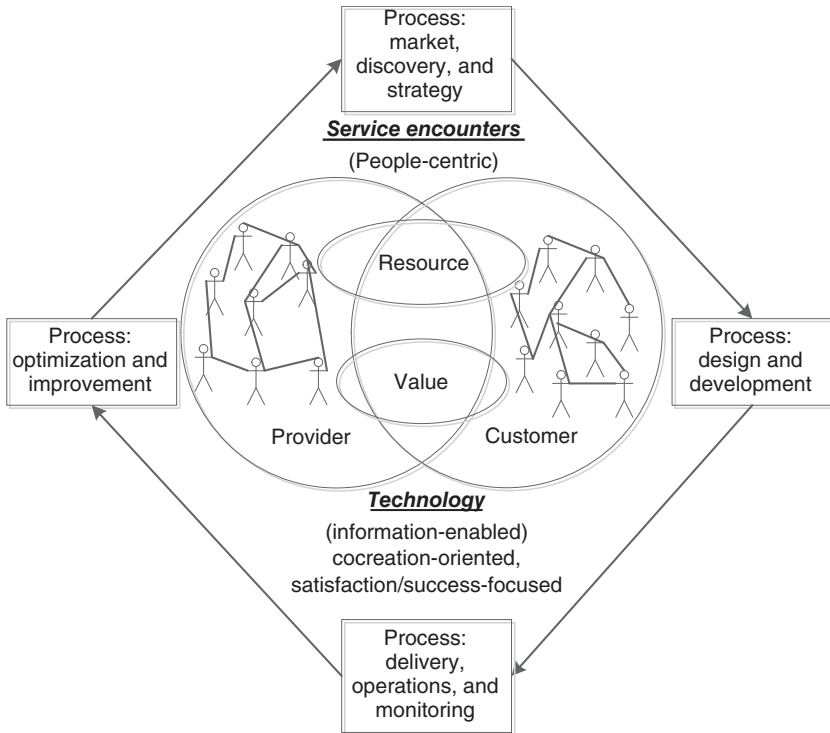 Process:
market,
discovery, and
strategy
Service encounters
(People-centric)
Resource
Process:
optimization and
improvement
Process:
design and
development
Value
Provider
Customer
Technology
(information-enabled)
cocreation-oriented,
satisfaction/success-focused
Process:
delivery,
operations, and
monitoring